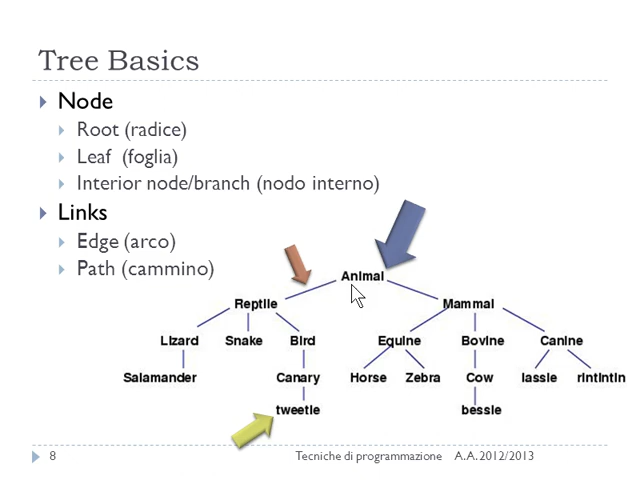 Tree Basics
Node
Root (radice)
Leaf (foglia)
Interior node/branch (nodo interno)
Links
Edge (arco)
Path (cammino)
Animal
Reptile Mammal
Lizard Snake Bird Equine Bovine Canine
Salamander Canary Horse Zebra Cow lassie rintintin
tweetie bessie
8 Tecniche di programmazione A.A. 2012/2013